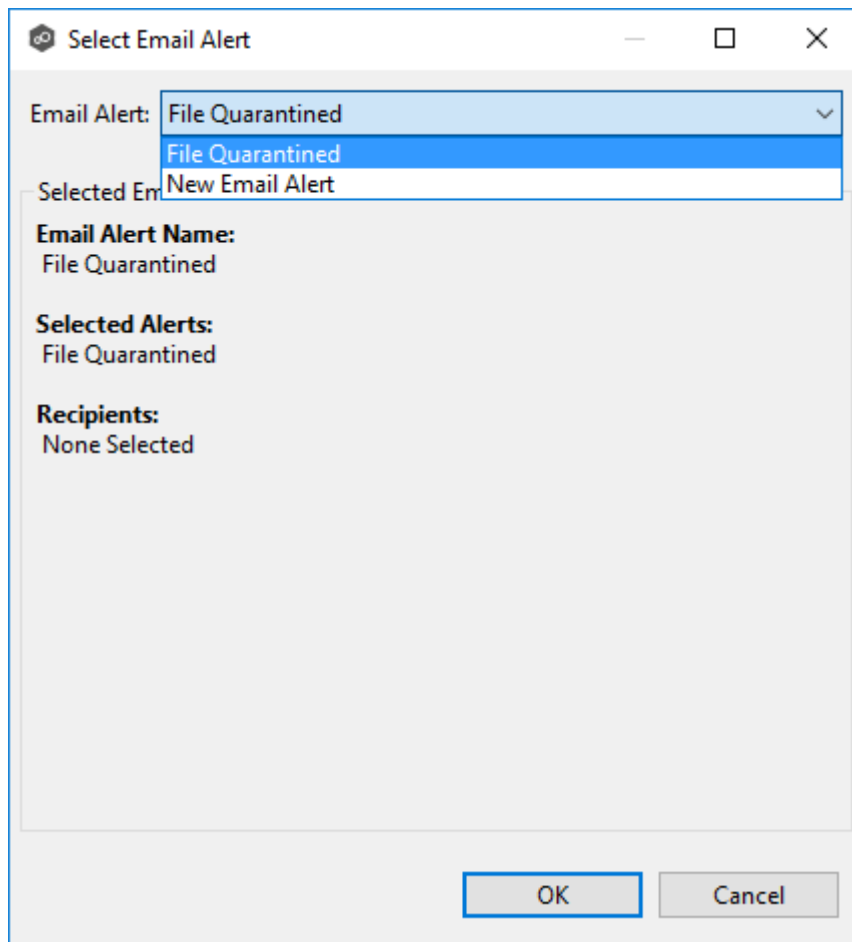 Select Email Alert
Email Alert: File Quarantined
File Quarantined
New Email Alert
Selected Em
Email Alert Name:
File Quarantined
Selected Alerts:
File Quarantined
Recipients:
None Selected
OK Cancel